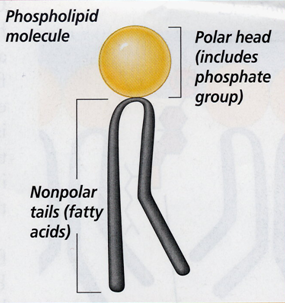 Phospholipid
molecule
Polar head
(includes
phosphate
group)
Nonpolar
tails (fatty
acids)